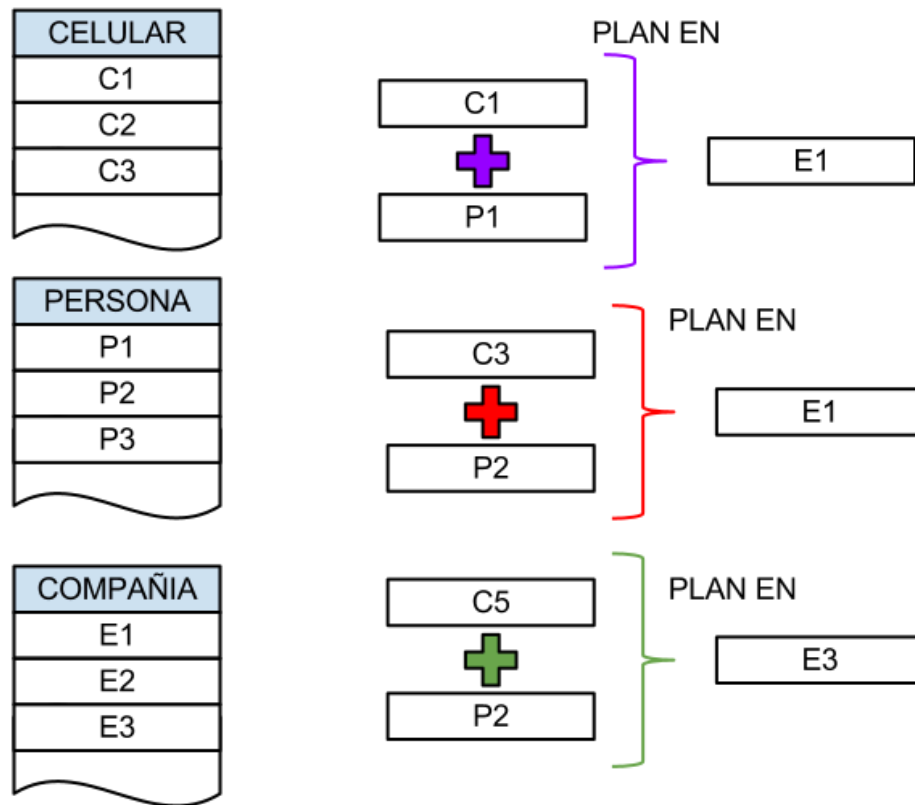 CELULAR
C1
C2
C3
PERSONA
P1
P2
P3
COMPAÑIA
E1
E2
E3
PLAN EN
C1
P1
E1
PLAN EN
C3
P2
E1
PLAN EN
C5
P2
E3